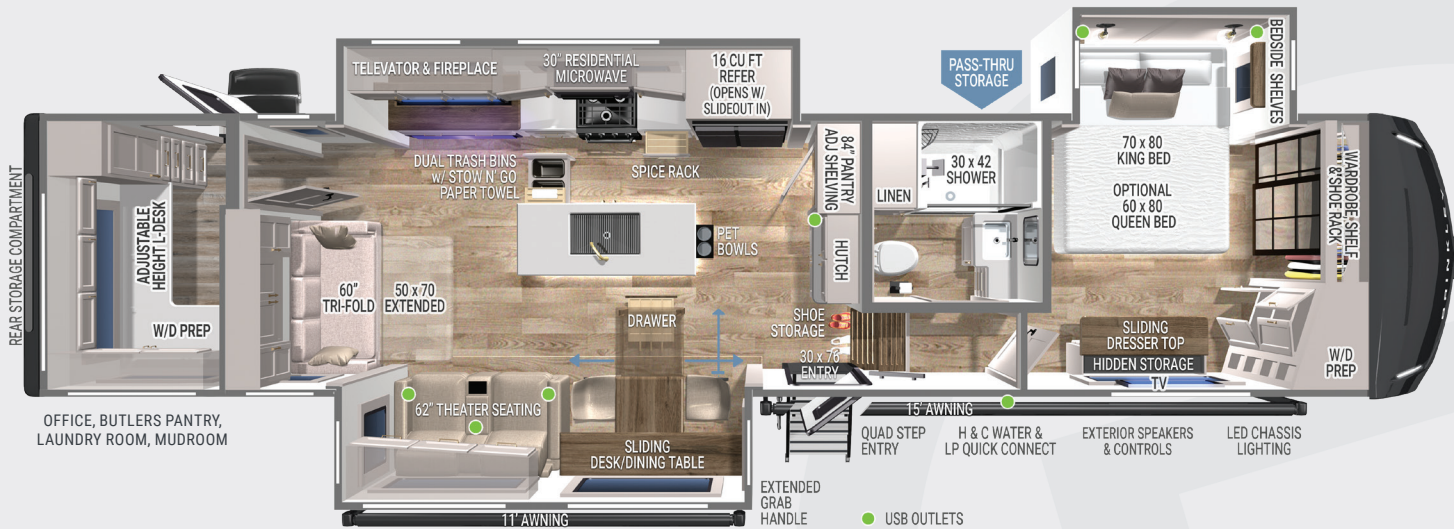 TELEVATOR & FIREPLACE
30" RESIDENTIAL
MICROWAVE
16 CU FT
REFER
(OPENS W/
SLIDEOUT IN)
PASS-THRU
STORAGE
BEDSIDE SHELVES
REAR STORAGE COMPARTMENT
ADJUSTABLE
HEIGHT L-DESK
W/D PREP
60"
TRI-FOLD
50 x 70
EXTENDED
DUAL TRASH BINS
w/ STOW N' GO
PAPER TOWEL
SPICE RACK
PET
BOWLS
84" PANTRY
ADJ SHELVING
HUTCH
LINEN
30 x 42
SHOWER
70 x 80
KING BED
OPTIONAL
60 x 80
QUEEN BED
WARDROBE, SHELF
& SHOE RACK
DRAWER
SHOE
STORAGE
30 x 76
ENTRY
SLIDING
DRESSER TOP
HIDDEN STORAGE
TV
W/D
PREP
62" THEATER SEATING
SLIDING
DESK/DINING TABLE
15' AWNING
OFFICE, BUTLERS PANTRY,
LAUNDRY ROOM, MUDROOM
QUAD STEP
ENTRY
H & C WATER &
LP QUICK CONNECT
EXTERIOR SPEAKERS
& CONTROLS
LED CHASSIS
LIGHTING
EXTENDED
GRAB
HANDLE
11' AWNING
USB OUTLETS